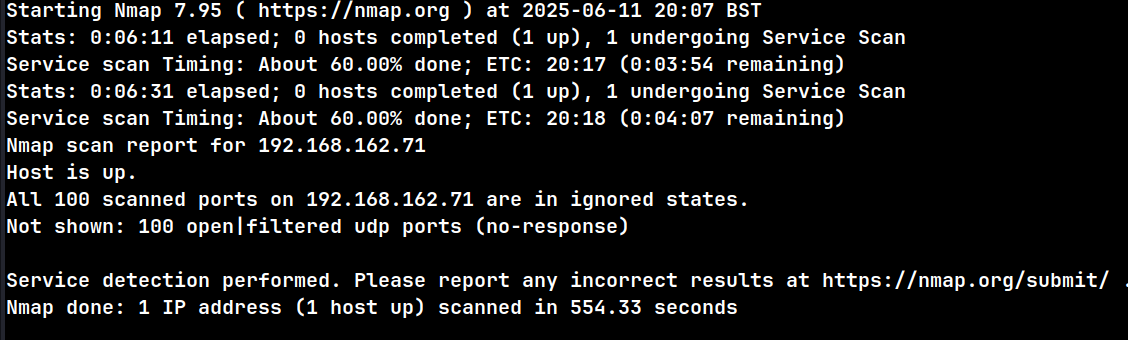 Starting Nmap 7.95 ( https://nmap.org ) at 2025-06-11 20:07 BST
Stats: 0:06:11 elapsed; 0 hosts completed (1 up), 1 undergoing Service Scan
Service scan Timing: About 60.00% done; ETC: 20:17 (0:03:54 remaining)
Stats: 0:06:31 elapsed; 0 hosts completed (1 up), 1 undergoing Service Scan
Service scan Timing: About 60.00% done; ETC: 20:18 (0:04:07 remaining)
Nmap scan report for 192.168.162.71
Host is up.
All 100 scanned ports on 192.168.162.71 are in ignored states.
Not shown: 100 open|filtered udp ports (no-response)

Service detection performed. Please report any incorrect results at https://nmap.org/submit/ .
Nmap done: 1 IP address (1 host up) scanned in 554.33 seconds